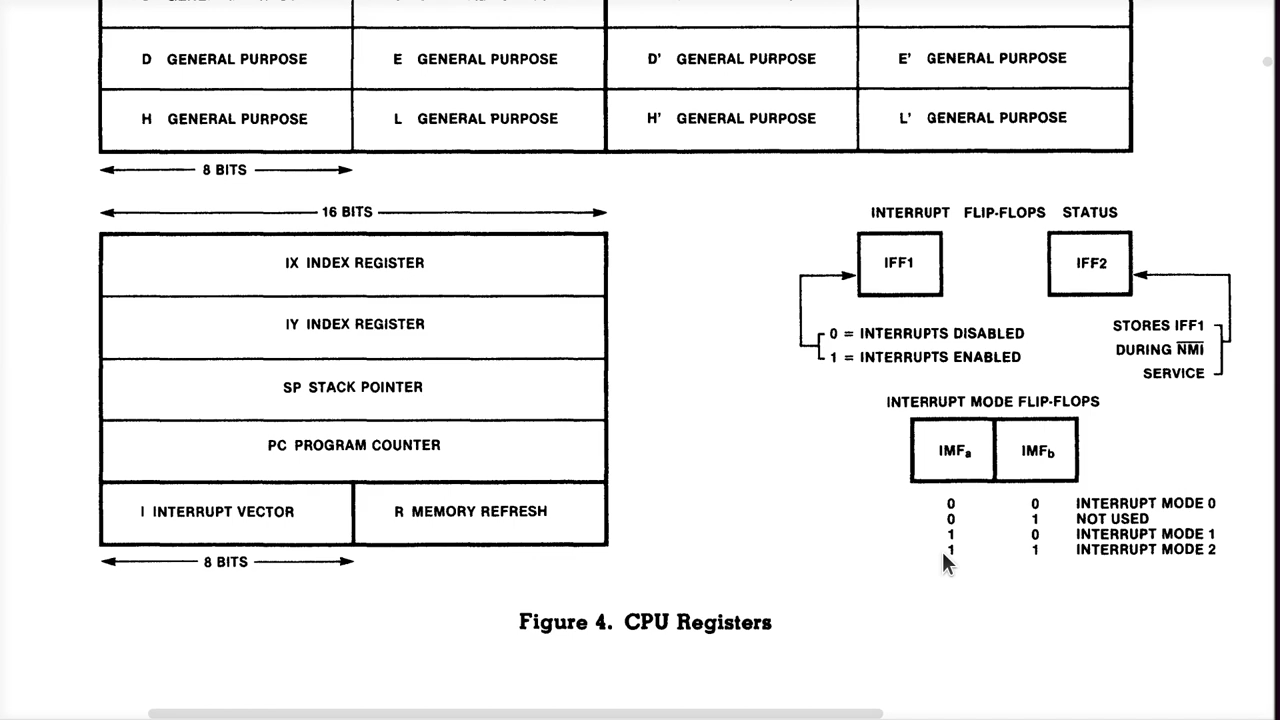 D GENERAL PURPOSE E GENERAL PURPOSE D' GENERAL PURPOSE E' GENERAL PURPOSE
H GENERAL PURPOSE L GENERAL PURPOSE H' GENERAL PURPOSE L' GENERAL PURPOSE
8 BITS
16 BITS
IX INDEX REGISTER
IY INDEX REGISTER
SP STACK POINTER
PC PROGRAM COUNTER
I INTERRUPT VECTOR R MEMORY REFRESH
8 BITS
INTERRUPT FLIP-FLOPS STATUS
IFF1 IFF2
0 = INTERRUPTS DISABLED
1 = INTERRUPTS ENABLED
STORES IFF1
DURING N̅M̅I̅
SERVICE
INTERRUPT MODE FLIP-FLOPS
IMFa IMFb
0 0 INTERRUPT MODE 0
0 1 NOT USED
1 0 INTERRUPT MODE 1
1 1 INTERRUPT MODE 2
Figure 4. CPU Registers